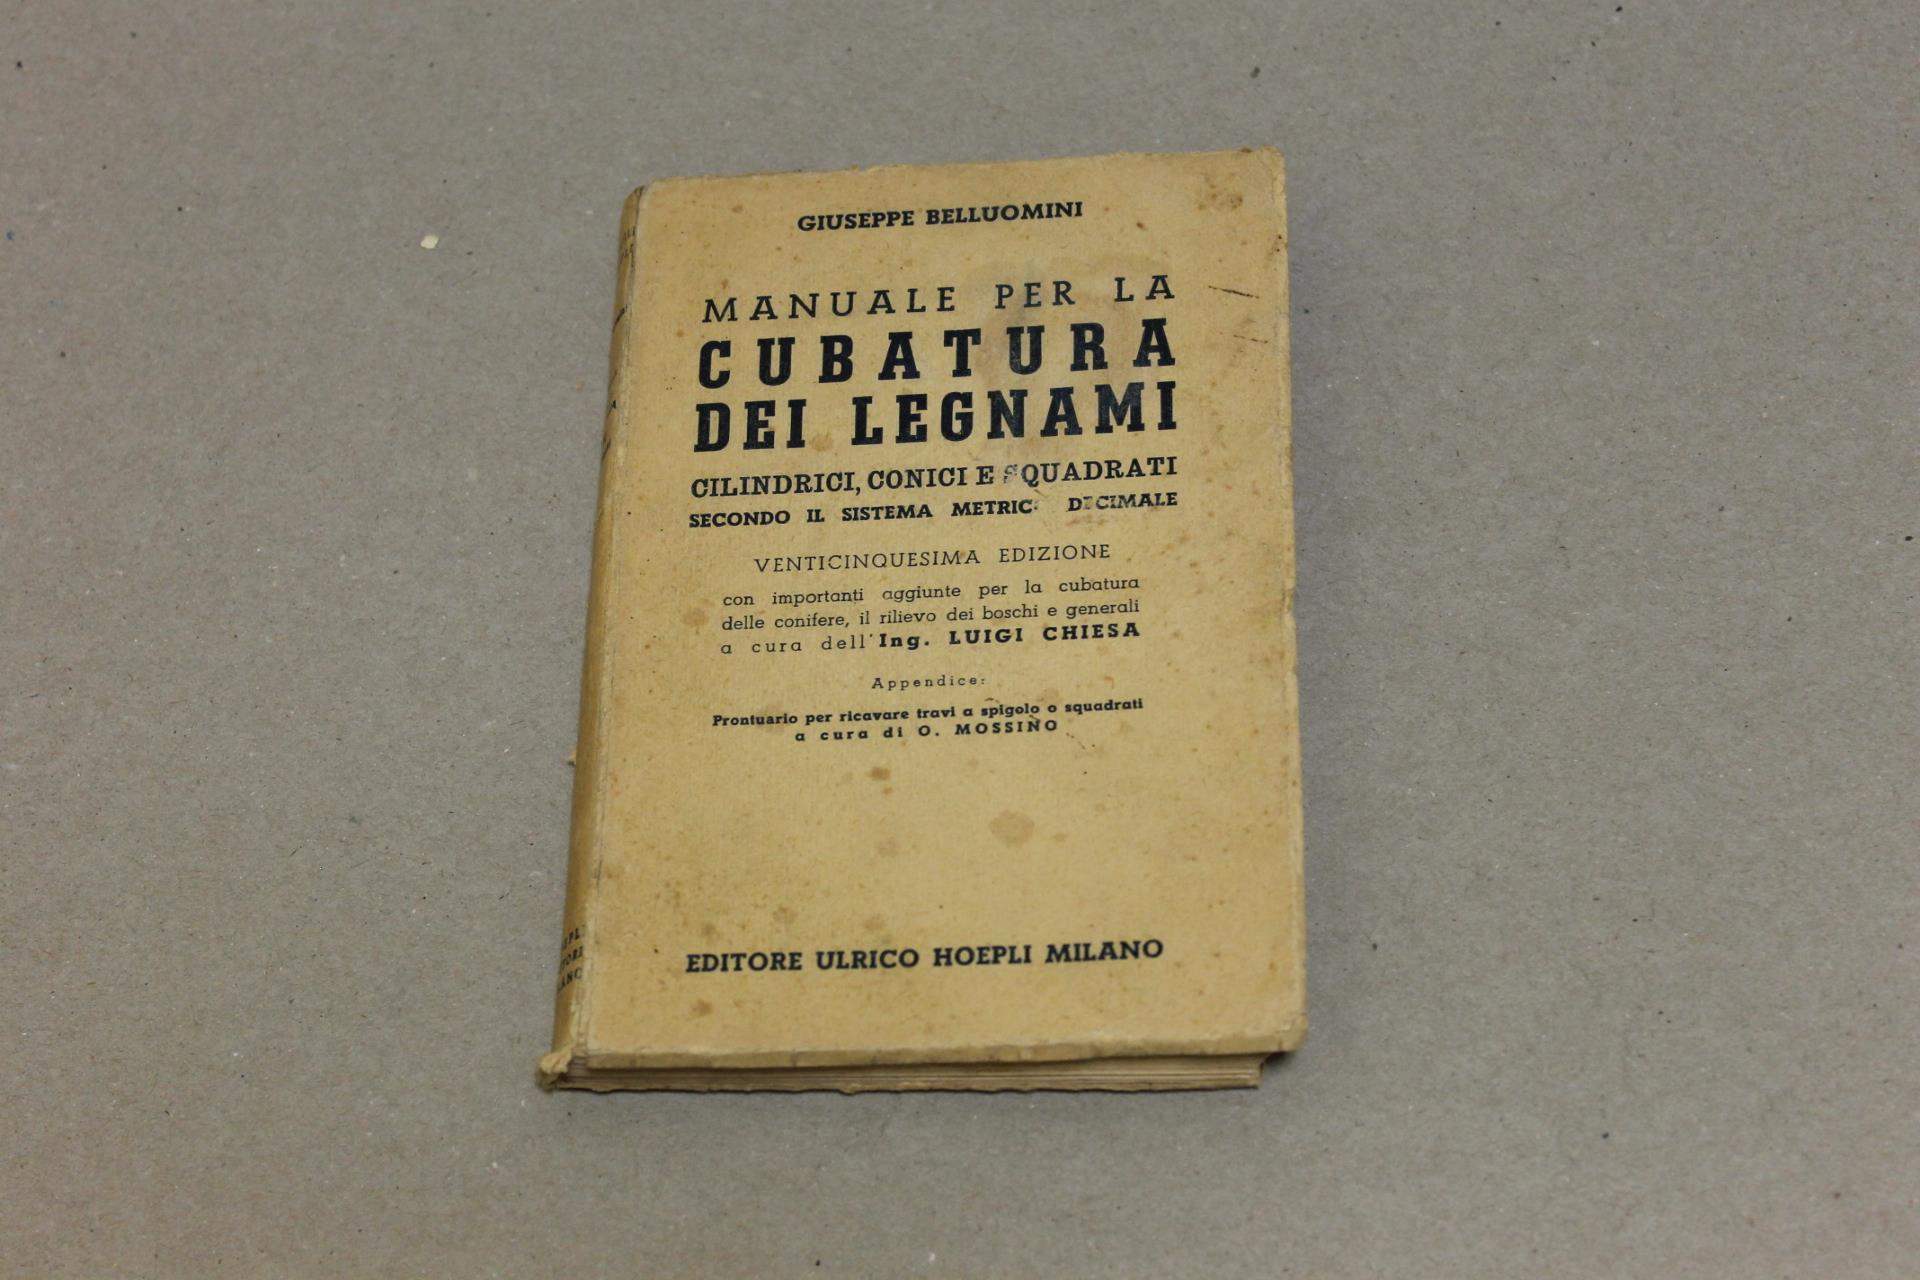 GIUSEPPE BELLUOMINI
MANUALE PER LA
CUBATURA
DEI LEGNAMI
CILINDRICI, CONICI E SQUADRATI
SECONDO IL SISTEMA METRICO DECIMALE
VENTICINQUESIMA EDIZIONE
con importanti aggiunte per la cubatura
delle conifere, il rilievo dei boschi e generali
a cura dell'Ing. LUIGI CHIESA
Appendice:
Prontuario per ricavare travi a spigolo o squadrati
a cura di O. MOSSINO
EDITORE ULRICO HOEPLI MILANO